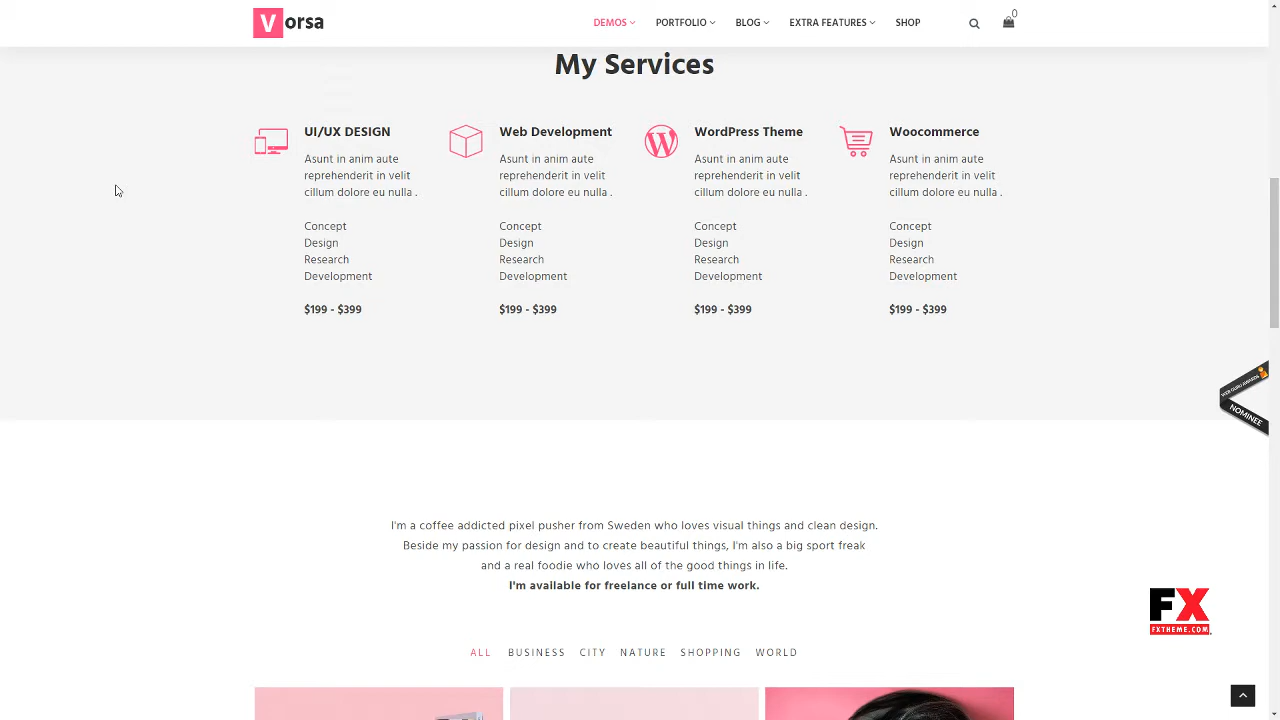 Vorsa
DEMOS PORTFOLIO BLOG EXTRA FEATURES SHOP 0
My Services
UI/UX DESIGN
Asunt in anim aute
reprehenderit in velit
cillum dolore eu nulla .
Concept
Design
Research
Development
$199 - $399
Web Development
Asunt in anim aute
reprehenderit in velit
cillum dolore eu nulla .
Concept
Design
Research
Development
$199 - $399
WordPress Theme
Asunt in anim aute
reprehenderit in velit
cillum dolore eu nulla .
Concept
Design
Research
Development
$199 - $399
Woocommerce
Asunt in anim aute
reprehenderit in velit
cillum dolore eu nulla .
Concept
Design
Research
Development
$199 - $399
WEB GURU AWARDS
NOMINEE
I'm a coffee addicted pixel pusher from Sweden who loves visual things and clean design.
Beside my passion for design and to create beautiful things, I'm also a big sport freak
and a real foodie who loves all of the good things in life.
I'm available for freelance or full time work.
FX
FXTHEME.COM
ALL BUSINESS CITY NATURE SHOPPING WORLD